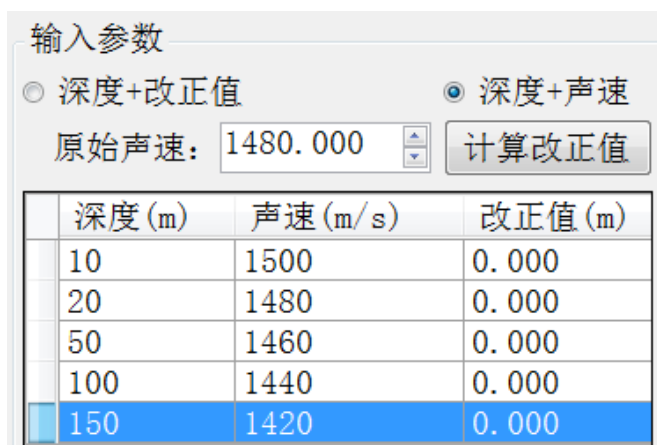 输入参数
深度+改正值 深度+声速
原始声速: 1480.000 计算改正值
深度(m) 声速(m/s) 改正值(m)
10 1500 0.000
20 1480 0.000
50 1460 0.000
100 1440 0.000
150 1420 0.000